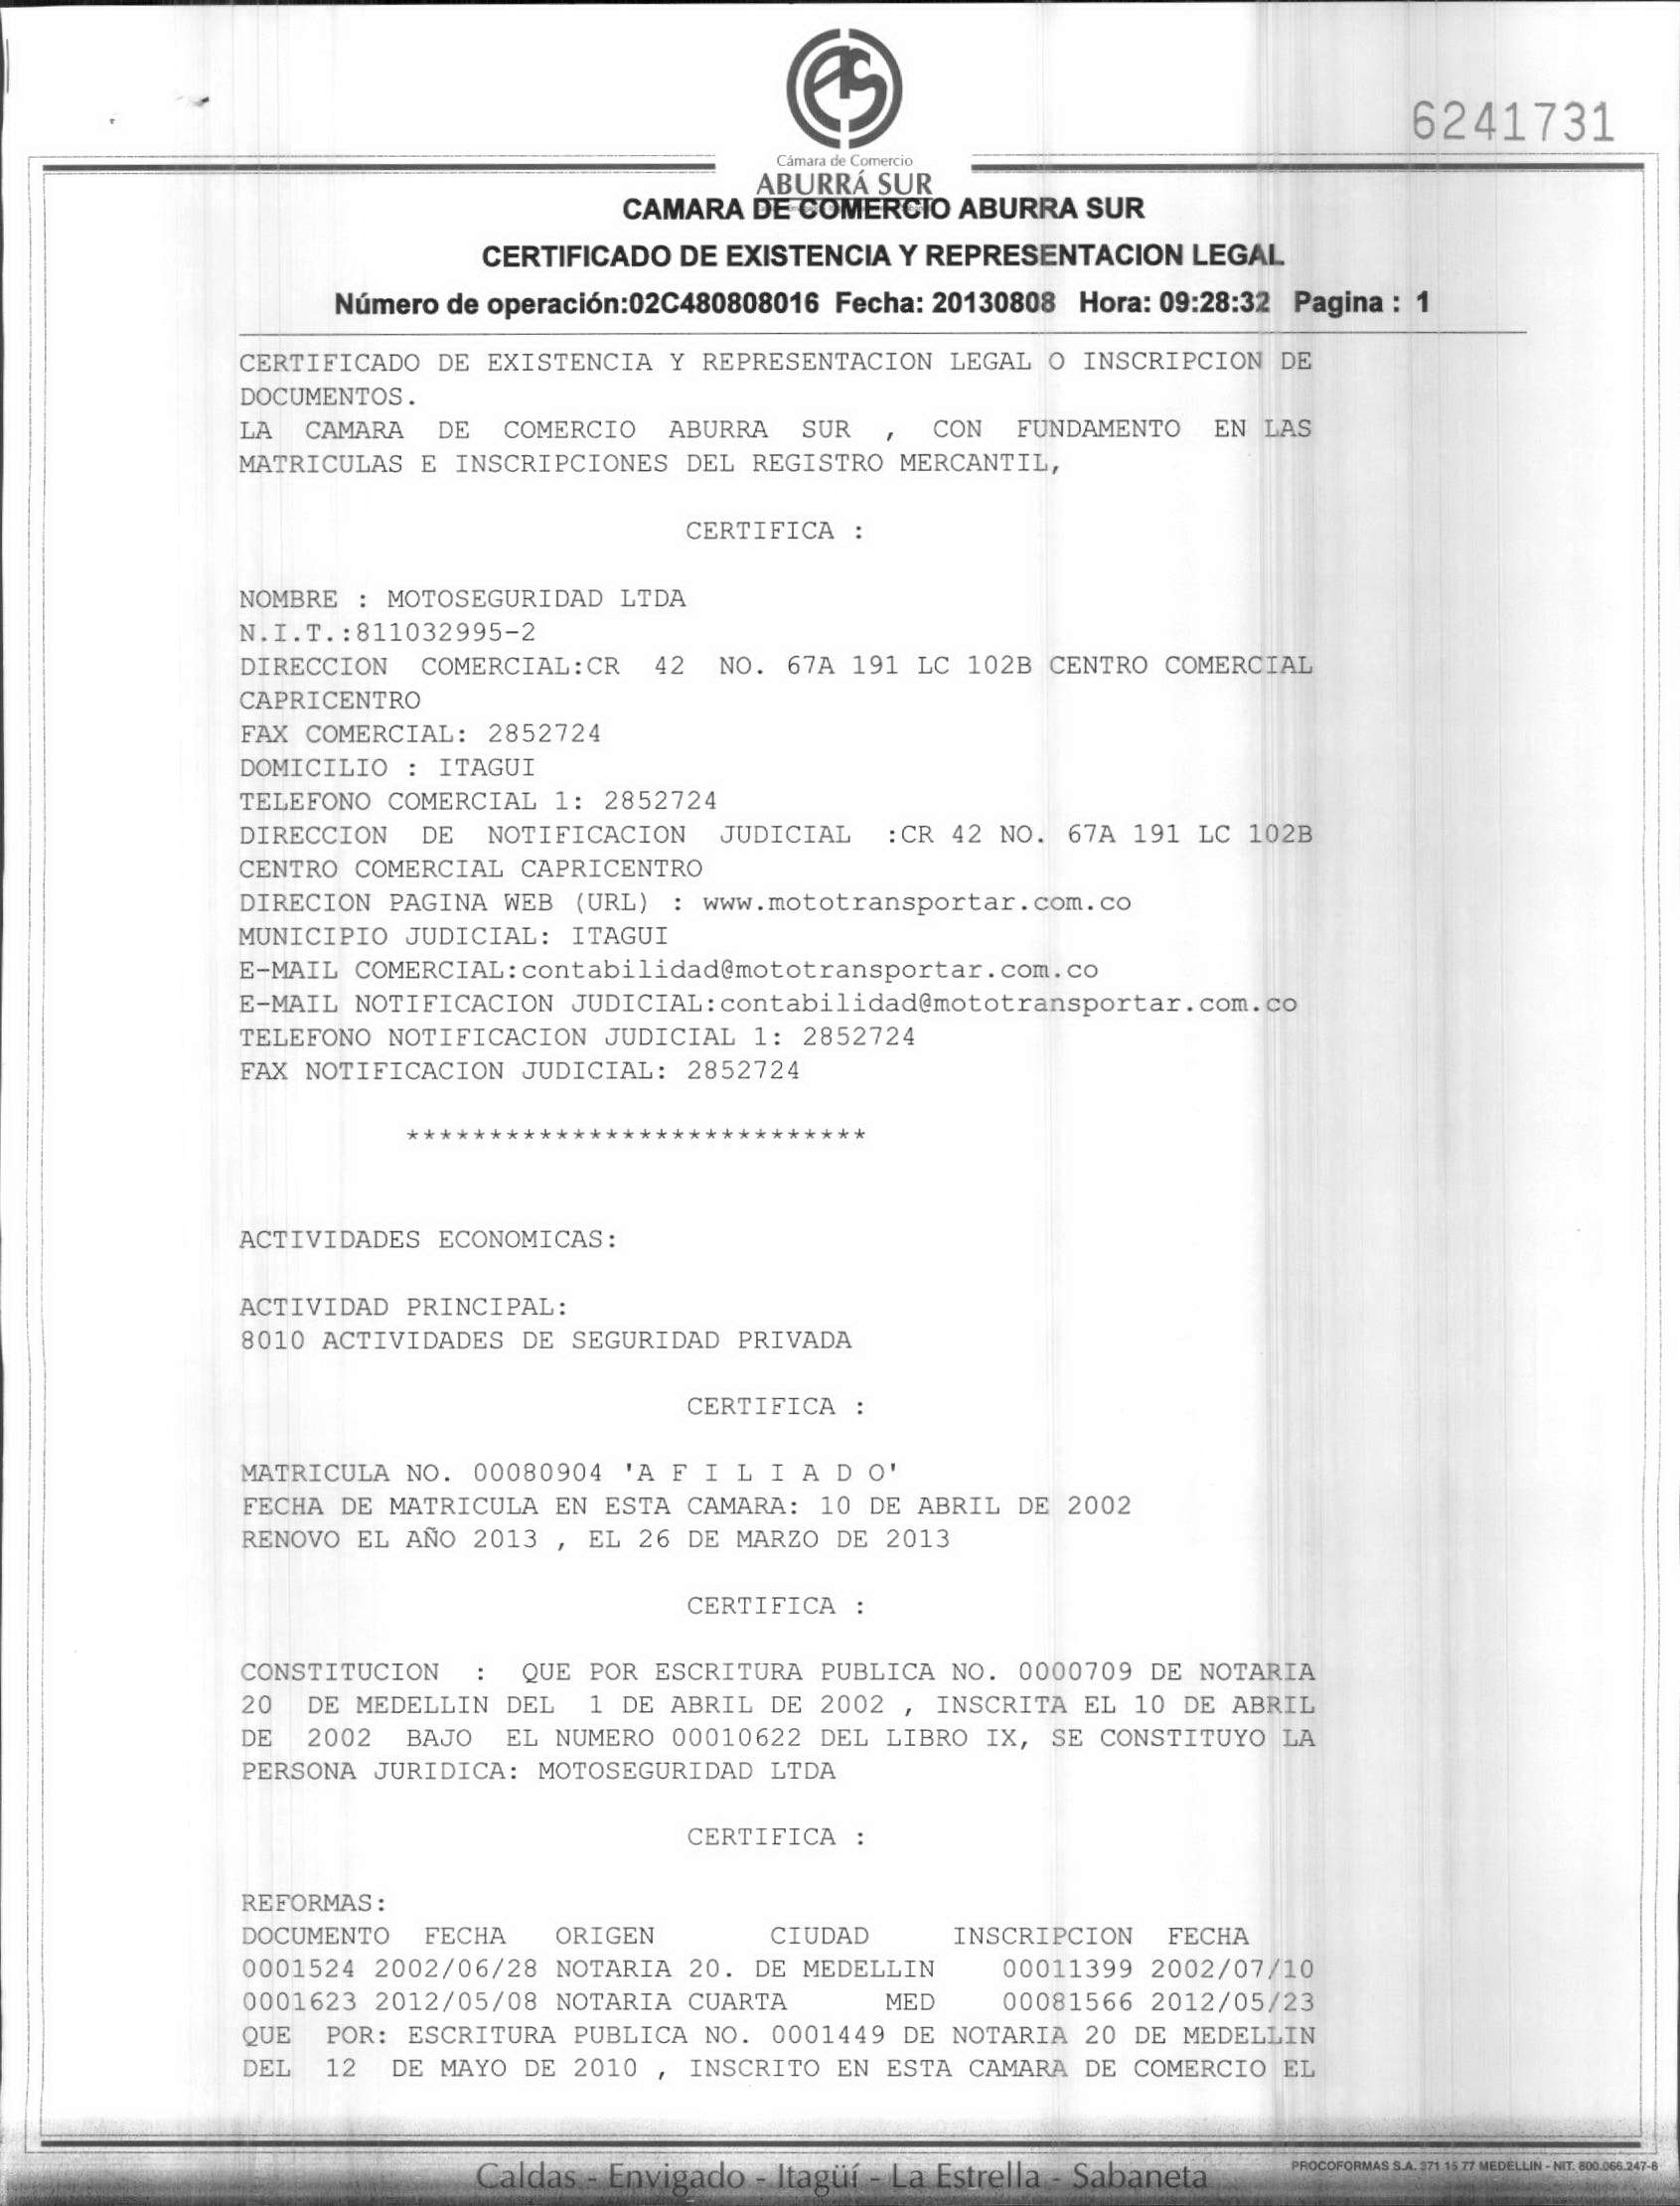 6241731
Cámara de Comercio
ABURRÁ SUR
CAMARA DE COMERCIO ABURRA SUR
CERTIFICADO DE EXISTENCIA Y REPRESENTACION LEGAL
Número de operación:02C480808016 Fecha: 20130808 Hora: 09:28:32 Pagina : 1
CERTIFICADO DE EXISTENCIA Y REPRESENTACION LEGAL O INSCRIPCION DE
DOCUMENTOS.
LA CAMARA DE COMERCIO ABURRA SUR , CON FUNDAMENTO EN LAS
MATRICULAS E INSCRIPCIONES DEL REGISTRO MERCANTIL,
CERTIFICA :
NOMBRE : MOTOSEGURIDAD LTDA
N.I.T.:811032995-2
DIRECCION COMERCIAL:CR 42 NO. 67A 191 LC 102B CENTRO COMERCIAL
CAPRICENTRO
FAX COMERCIAL: 2852724
DOMICILIO : ITAGUI
TELEFONO COMERCIAL 1: 2852724
DIRECCION DE NOTIFICACION JUDICIAL :CR 42 NO. 67A 191 LC 102B
CENTRO COMERCIAL CAPRICENTRO
DIRECION PAGINA WEB (URL) : www.mototransportar.com.co
MUNICIPIO JUDICIAL: ITAGUI
E-MAIL COMERCIAL:contabilidad@mototransportar.com.co
E-MAIL NOTIFICACION JUDICIAL:contabilidad@mototransportar.com.co
TELEFONO NOTIFICACION JUDICIAL 1: 2852724
FAX NOTIFICACION JUDICIAL: 2852724
****************************
ACTIVIDADES ECONOMICAS:
ACTIVIDAD PRINCIPAL:
8010 ACTIVIDADES DE SEGURIDAD PRIVADA
CERTIFICA :
MATRICULA NO. 00080904 'A F I L I A D O'
FECHA DE MATRICULA EN ESTA CAMARA: 10 DE ABRIL DE 2002
RENOVO EL AÑO 2013 , EL 26 DE MARZO DE 2013
CERTIFICA :
CONSTITUCION : QUE POR ESCRITURA PUBLICA NO. 0000709 DE NOTARIA
20 DE MEDELLIN DEL 1 DE ABRIL DE 2002 , INSCRITA EL 10 DE ABRIL
DE 2002 BAJO EL NUMERO 00010622 DEL LIBRO IX, SE CONSTITUYO LA
PERSONA JURIDICA: MOTOSEGURIDAD LTDA
CERTIFICA :
REFORMAS:
DOCUMENTO FECHA ORIGEN CIUDAD INSCRIPCION FECHA
0001524 2002/06/28 NOTARIA 20. DE MEDELLIN 00011399 2002/07/10
0001623 2012/05/08 NOTARIA CUARTA MED 00081566 2012/05/23
QUE POR: ESCRITURA PUBLICA NO. 0001449 DE NOTARIA 20 DE MEDELLIN
DEL 12 DE MAYO DE 2010 , INSCRITO EN ESTA CAMARA DE COMERCIO EL
Caldas - Envigado - Itagüí - La Estrella - Sabaneta
PROCOFORMAS S.A. 371 15 77 MEDELLIN - NIT. 800.066.247-8